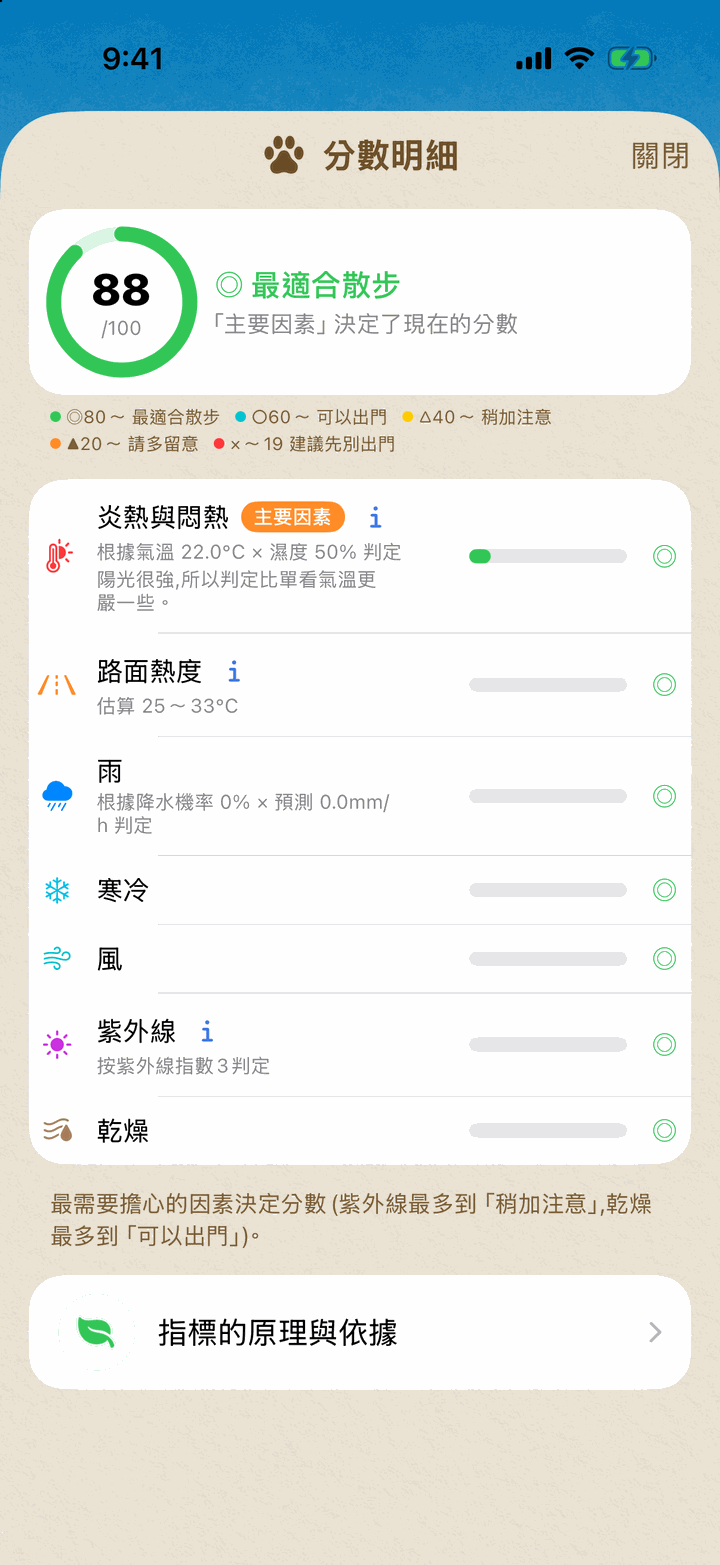 9:41
分數明細
關閉
88
/100
◎ 最適合散步
「主要因素」決定了現在的分數
◎80～ 最適合散步 ○60～ 可以出門 △40～ 稍加注意
▲20～ 請多留意 ×～19 建議先別出門
炎熱與悶熱 主要因素 i
根據氣溫 22.0°C × 濕度 50% 判定
陽光很強,所以判定比單看氣溫更
嚴一些。
路面熱度 i
估算 25～33°C
雨
根據降水機率 0% × 預測 0.0mm/
h 判定
寒冷
風
紫外線 i
按紫外線指數3判定
乾燥
最需要擔心的因素決定分數 (紫外線最多到「稍加注意」,乾燥
最多到「可以出門」)。
指標的原理與依據